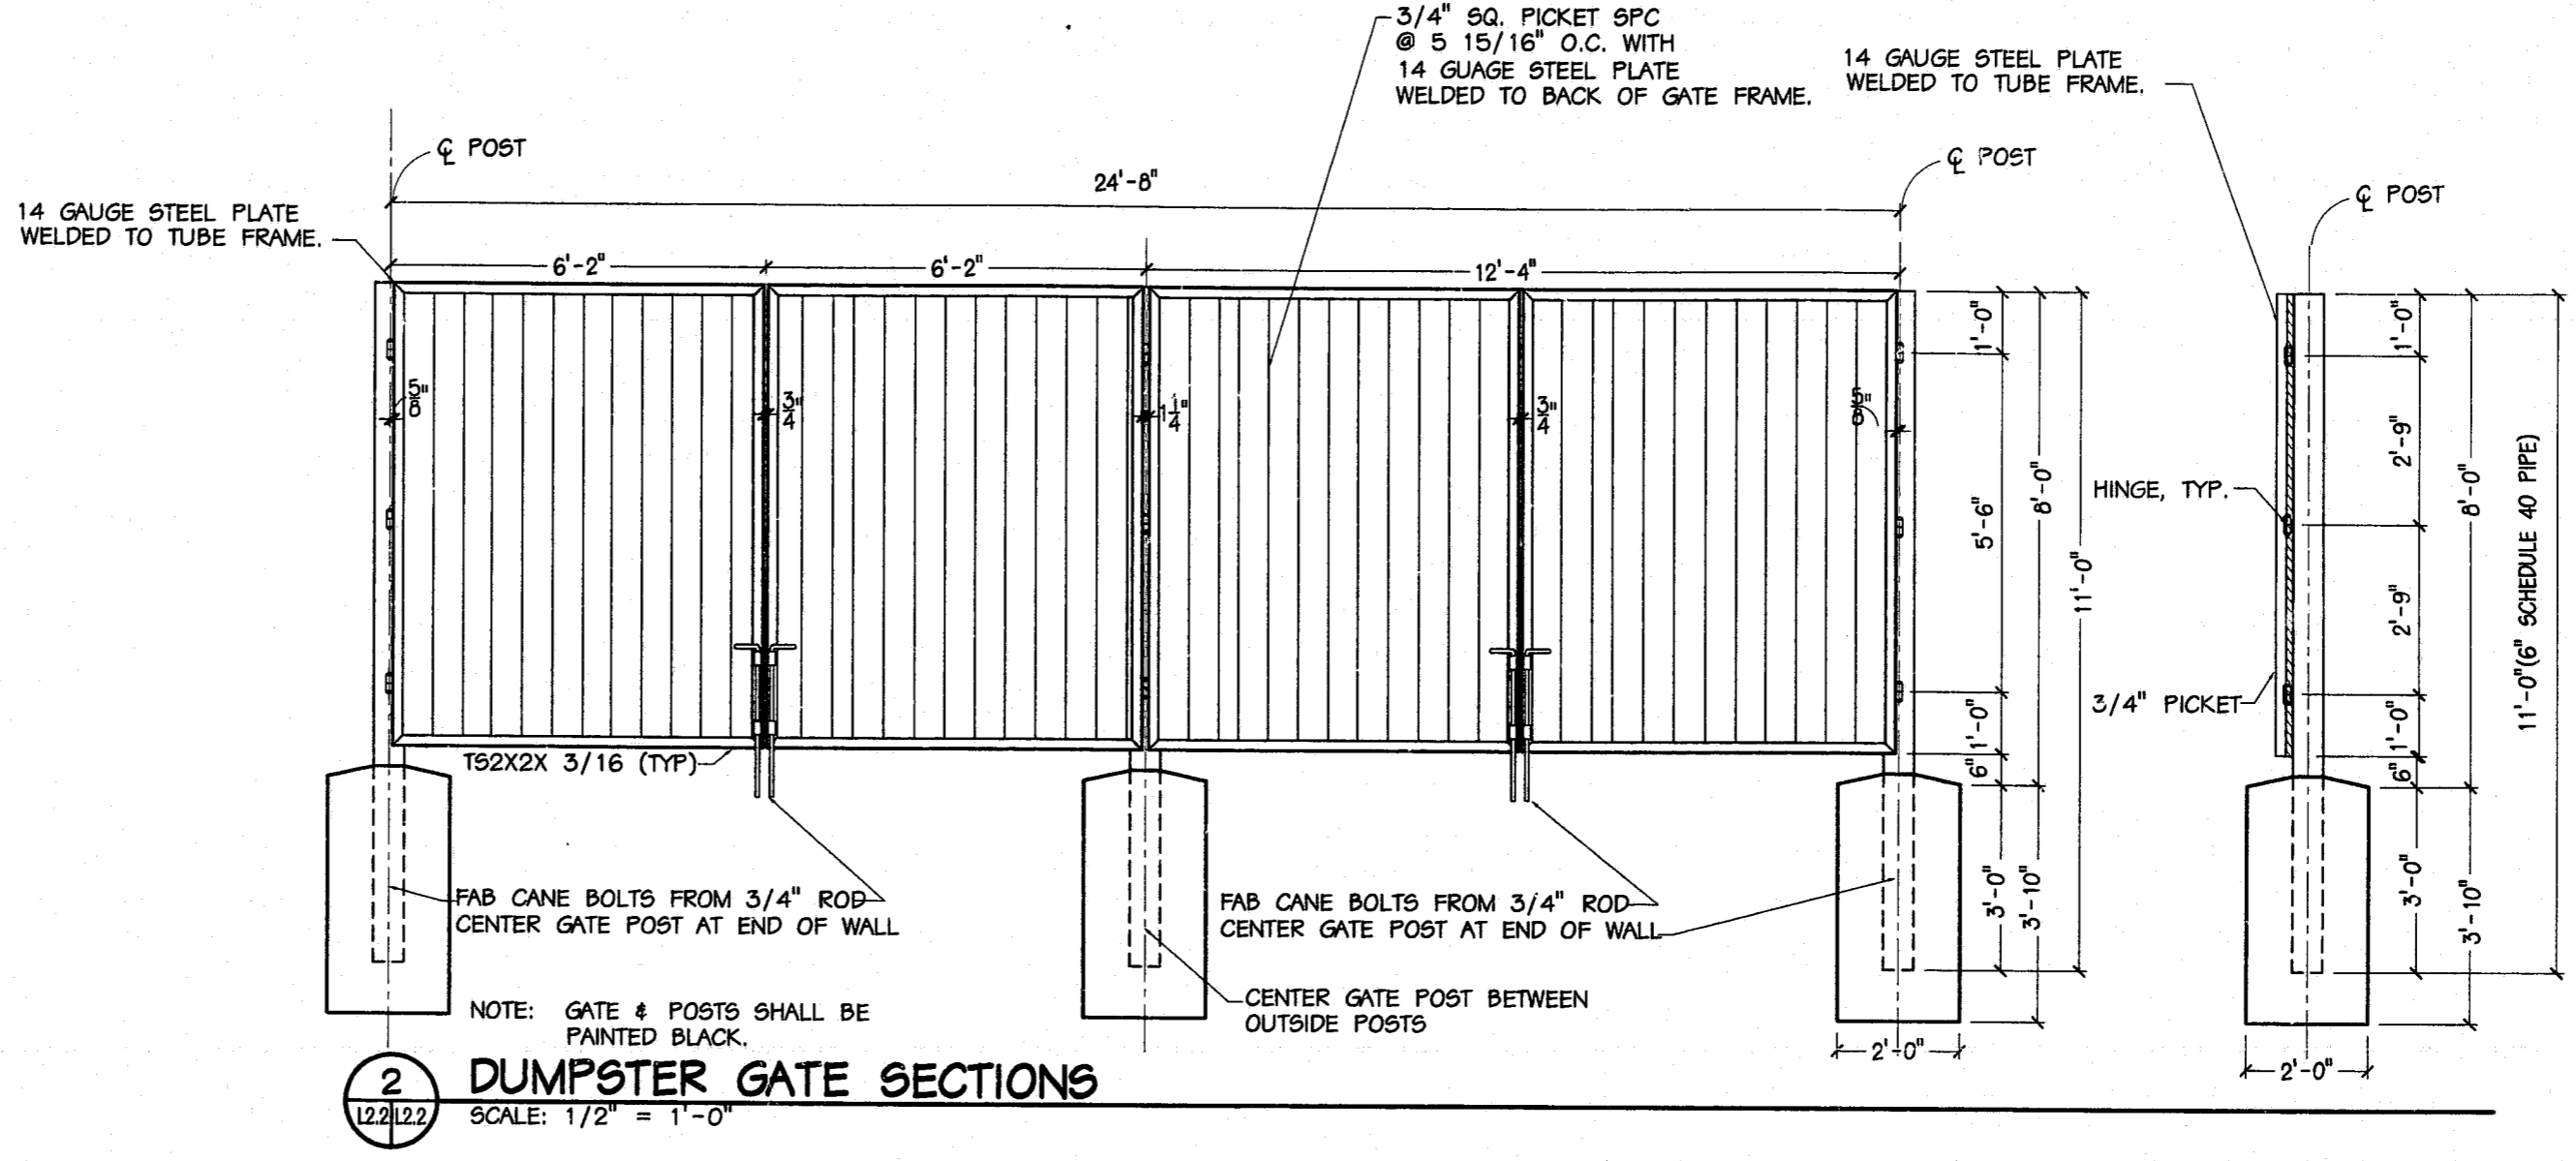 3/4" SQ. PICKET SPC
@ 5 15/16" O.C. WITH
14 GUAGE STEEL PLATE
WELDED TO BACK OF GATE FRAME.
14 GAUGE STEEL PLATE
WELDED TO TUBE FRAME.
℄ POST
24'-8"
℄ POST
℄ POST
14 GAUGE STEEL PLATE
WELDED TO TUBE FRAME.
6'-2"
6'-2"
12'-4"
5/8"
3/4"
1 1/4"
3/4"
5/8"
1'-0"
5'-6"
1'-0"
6"
3'-0"
8'-0"
3'-10"
11'-0"
HINGE, TYP.
3/4" PICKET
1'-0"
2'-9"
2'-9"
1'-0"
6"
3'-0"
8'-0"
3'-10"
11'-0"(6" SCHEDULE 40 PIPE)
TS2X2X 3/16 (TYP)
FAB CANE BOLTS FROM 3/4" ROD
CENTER GATE POST AT END OF WALL
FAB CANE BOLTS FROM 3/4" ROD
CENTER GATE POST AT END OF WALL
CENTER GATE POST BETWEEN
OUTSIDE POSTS
NOTE: GATE & POSTS SHALL BE
PAINTED BLACK.
2'-0"
2'-0"
2
L2.2 L2.2
DUMPSTER GATE SECTIONS
SCALE: 1/2" = 1'-0"